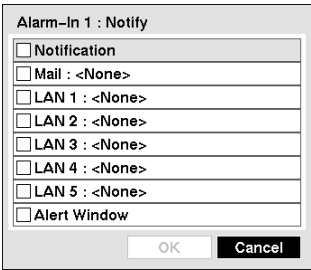 Alarm-In 1 : Notify
Notification
Mail : <None>
LAN 1 : <None>
LAN 2 : <None>
LAN 3 : <None>
LAN 4 : <None>
LAN 5 : <None>
Alert Window
OK Cancel